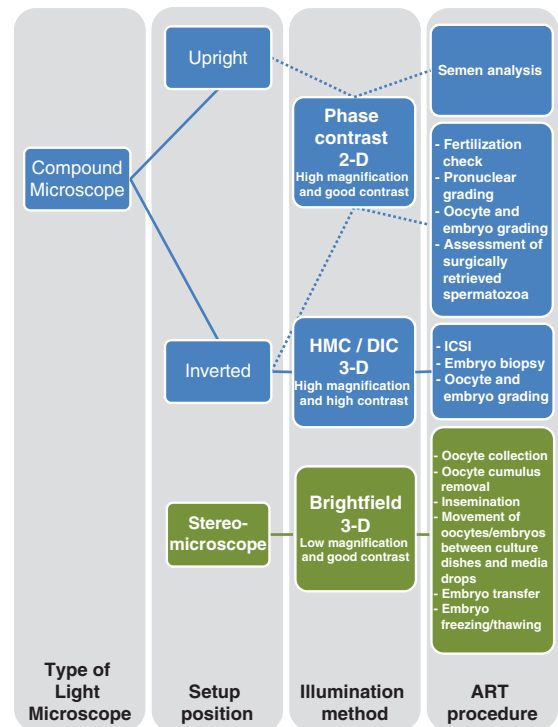 Upright
Compound
Microscope
Inverted
Stereo-
microscope
Phase
contrast
2-D
High magnification
and good contrast
HMC / DIC
3-D
High magnification
and high contrast
Brightfield
3-D
Low magnification
and good contrast
Semen analysis
- Fertilization
check
- Pronuclear
grading
- Oocyte and
embryo grading
- Assessment of
surgically
retrieved
spermatozoa
- ICSI
- Embryo biopsy
- Oocyte and
embryo grading
- Oocyte collection
- Oocyte cumulus
removal
- Insemination
- Movement of
oocytes/embryos
between culture
dishes and media
drops
- Embryo transfer
- Embryo
freezing/thawing
Type of
Light
Microscope
Setup
position
Illumination
method
ART
procedure